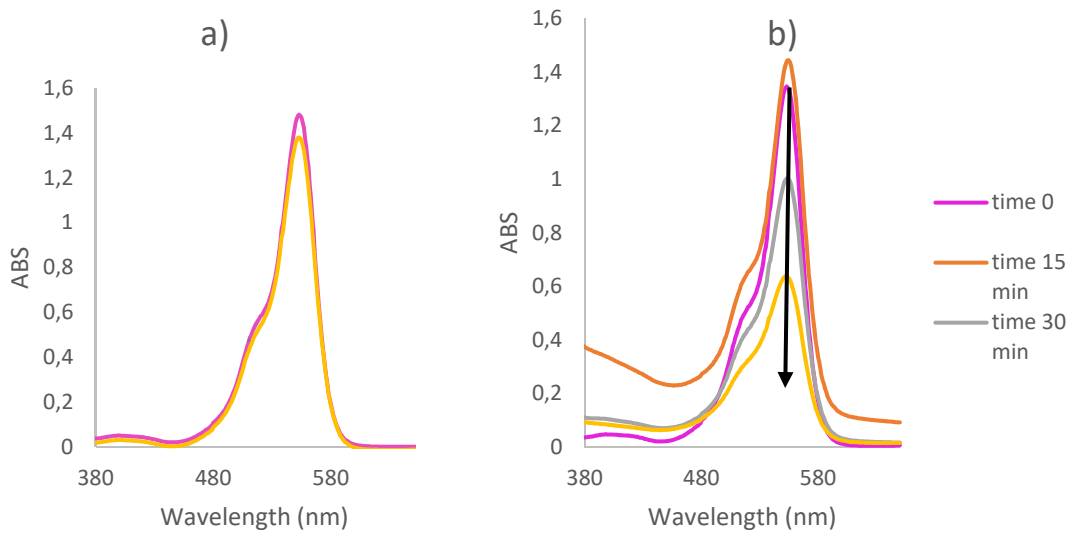 a)
1,6
1,4
1,2
1
0,8
0,6
0,4
0,2
0
ABS
380
480
580
Wavelength (nm)
b)
1,6
1,4
1,2
1
0,8
0,6
0,4
0,2
0
ABS
380
480
580
Wavelength (nm)
time 0
time 15
min
time 30
min